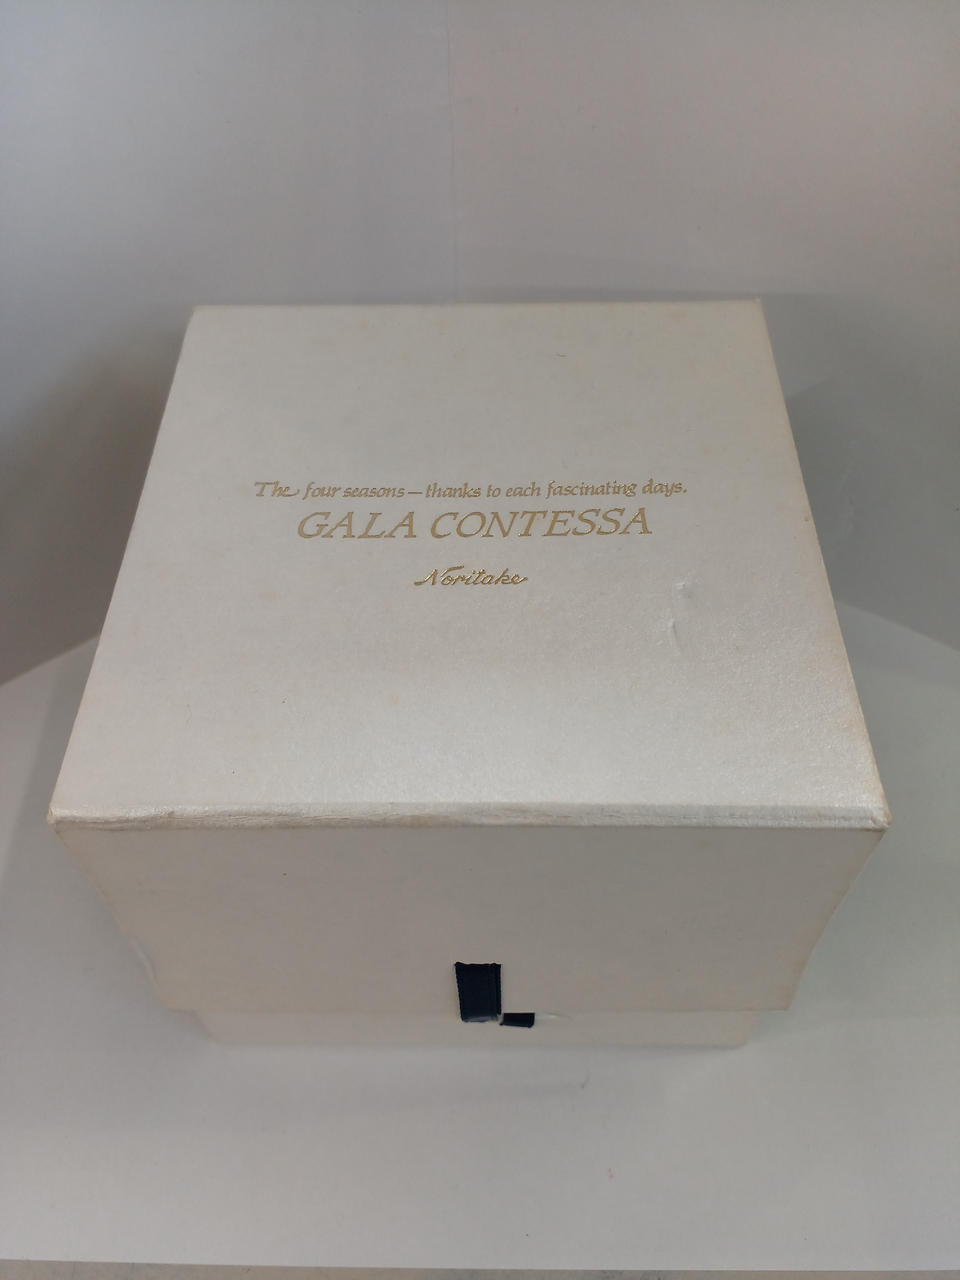 The four seasons — thanks to each fascinating days.
GALA CONTESSA
Noritake